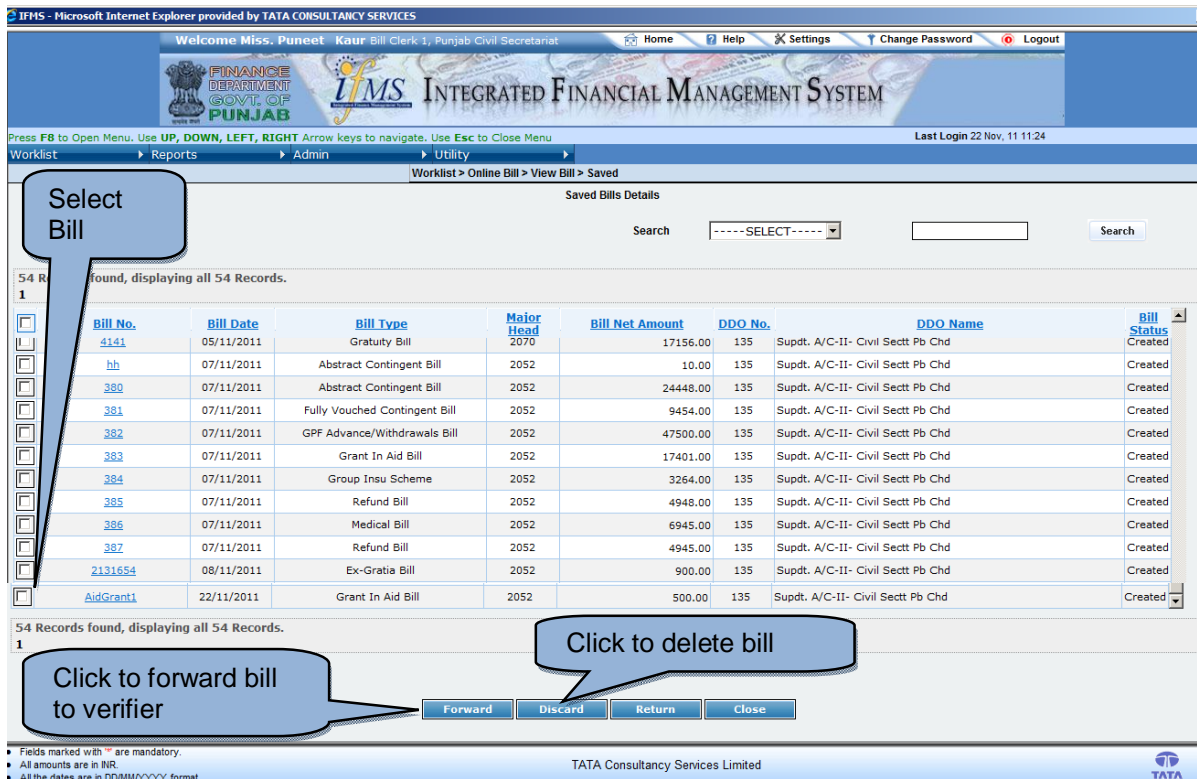 IFMS - Microsoft Internet Explorer provided by TATA CONSULTANCY SERVICES
Welcome Miss. Puneet Kaur Bill Clerk 1, Punjab Civil Secretariat
Home Help Settings Change Password Logout
FINANCE
DEPARTMENT
GOVT. OF
PUNJAB
iFMS INTEGRATED FINANCIAL MANAGEMENT SYSTEM
Press F8 to Open Menu. Use UP, DOWN, LEFT, RIGHT Arrow keys to navigate. Use Esc to Close Menu
Last Login 22 Nov, 11 11:24
Worklist Reports Admin Utility
Worklist > Online Bill > View Bill > Saved
Select
Bill
Saved Bills Details
Search -----SELECT----- Search
54 R found, displaying all 54 Records.
1
Bill No. Bill Date Bill Type Major Head Bill Net Amount DDO No. DDO Name Bill Status
4141 05/11/2011 Gratuity Bill 2070 17156.00 135 Supdt. A/C-II- Civil Sectt Pb Chd Created
hh 07/11/2011 Abstract Contingent Bill 2052 10.00 135 Supdt. A/C-II- Civil Sectt Pb Chd Created
380 07/11/2011 Abstract Contingent Bill 2052 24448.00 135 Supdt. A/C-II- Civil Sectt Pb Chd Created
381 07/11/2011 Fully Vouched Contingent Bill 2052 9454.00 135 Supdt. A/C-II- Civil Sectt Pb Chd Created
382 07/11/2011 GPF Advance/Withdrawals Bill 2052 47500.00 135 Supdt. A/C-II- Civil Sectt Pb Chd Created
383 07/11/2011 Grant In Aid Bill 2052 17401.00 135 Supdt. A/C-II- Civil Sectt Pb Chd Created
384 07/11/2011 Group Insu Scheme 2052 3264.00 135 Supdt. A/C-II- Civil Sectt Pb Chd Created
385 07/11/2011 Refund Bill 2052 4948.00 135 Supdt. A/C-II- Civil Sectt Pb Chd Created
386 07/11/2011 Medical Bill 2052 6945.00 135 Supdt. A/C-II- Civil Sectt Pb Chd Created
387 07/11/2011 Refund Bill 2052 4945.00 135 Supdt. A/C-II- Civil Sectt Pb Chd Created
2131654 08/11/2011 Ex-Gratia Bill 2052 900.00 135 Supdt. A/C-II- Civil Sectt Pb Chd Created
AidGrant1 22/11/2011 Grant In Aid Bill 2052 500.00 135 Supdt. A/C-II- Civil Sectt Pb Chd Created
54 Records found, displaying all 54 Records.
1
Click to delete bill
Click to forward bill
to verifier
Forward Discard Return Close
Fields marked with "*" are mandatory.
All amounts are in INR.
All the dates are in DD/MM/YYYY format.
TATA Consultancy Services Limited
TATA